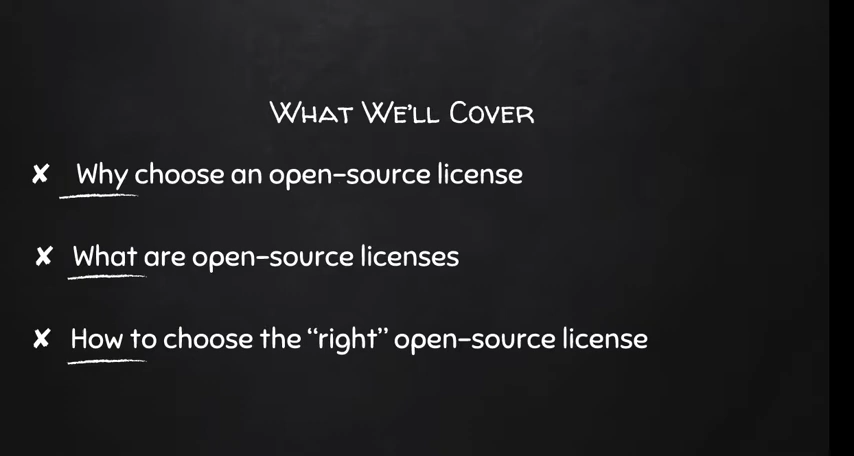 What We'll Cover
✘ Why choose an open-source license
✘ What are open-source licenses
✘ How to choose the “right” open-source license